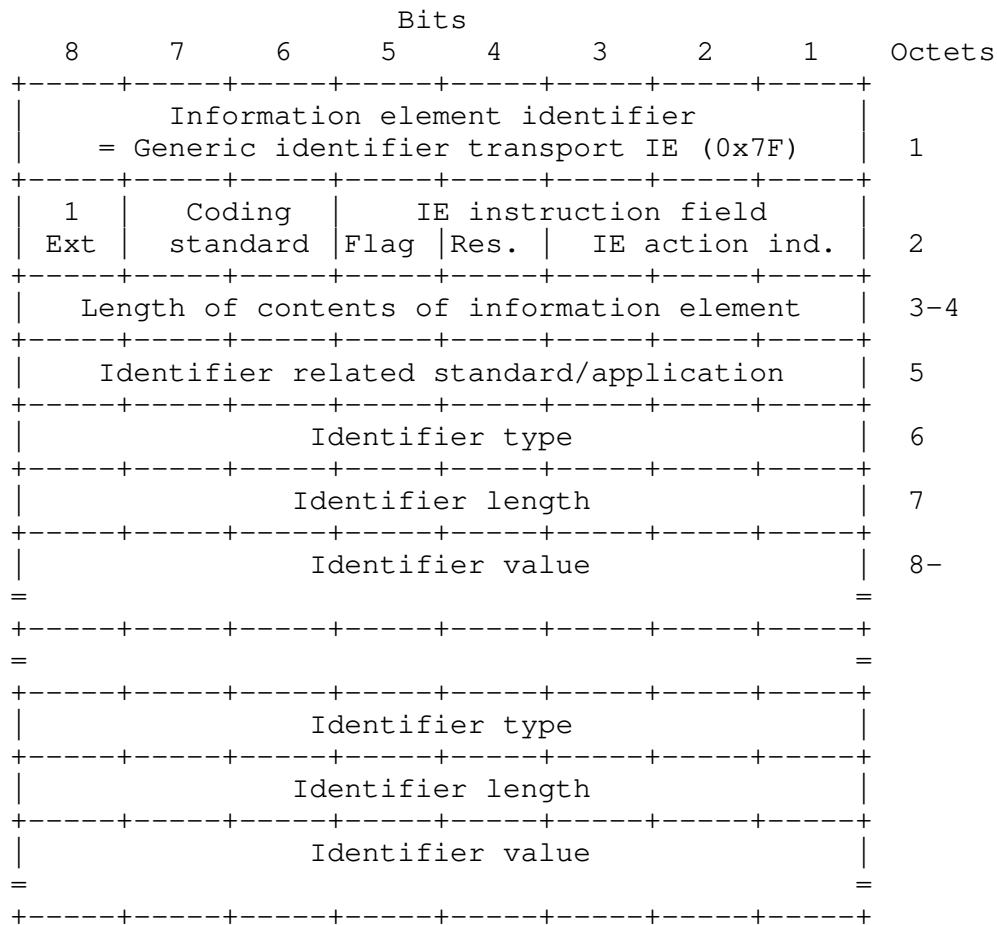 Bits
8 7 6 5 4 3 2 1 Octets
+-----+-----+-----+-----+-----+-----+-----+-----+
| Information element identifier |
| = Generic identifier transport IE (0x7F) | 1
+-----+-----+-----+-----+-----+-----+-----+-----+
| 1 | Coding | IE instruction field |
| Ext | standard |Flag |Res. | IE action ind. | 2
+-----+-----+-----+-----+-----+-----+-----+-----+
| Length of contents of information element | 3-4
+-----+-----+-----+-----+-----+-----+-----+-----+
| Identifier related standard/application | 5
+-----+-----+-----+-----+-----+-----+-----+-----+
| Identifier type | 6
+-----+-----+-----+-----+-----+-----+-----+-----+
| Identifier length | 7
+-----+-----+-----+-----+-----+-----+-----+-----+
| Identifier value | 8-
= =
+-----+-----+-----+-----+-----+-----+-----+-----+
= =
+-----+-----+-----+-----+-----+-----+-----+-----+
| Identifier type |
+-----+-----+-----+-----+-----+-----+-----+-----+
| Identifier length |
+-----+-----+-----+-----+-----+-----+-----+-----+
| Identifier value |
= =
+-----+-----+-----+-----+-----+-----+-----+-----+